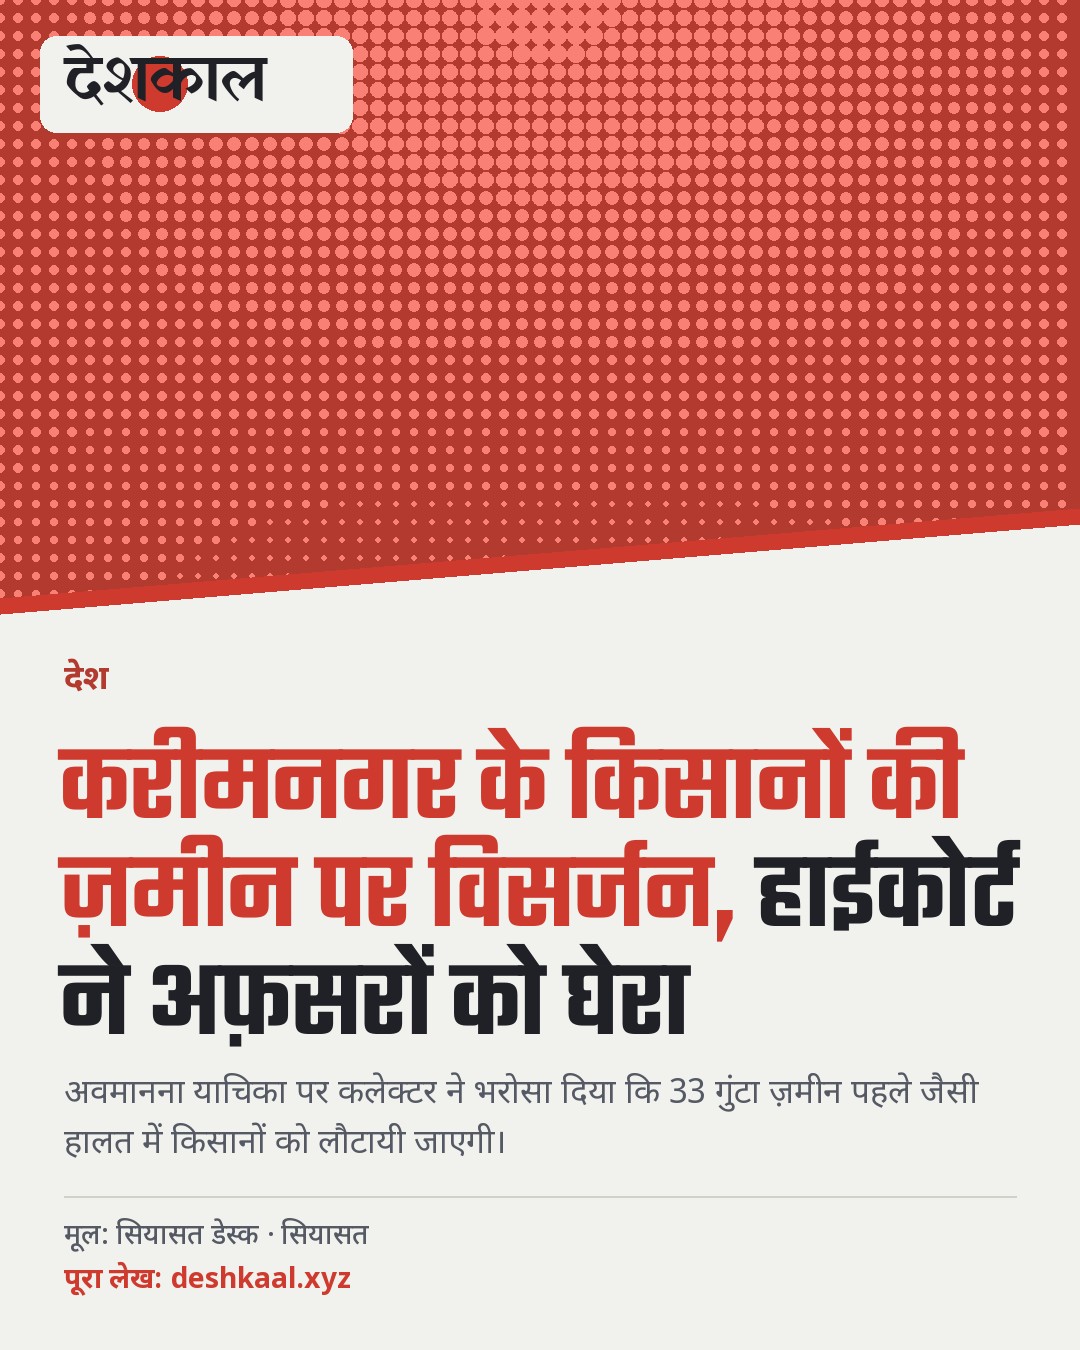 देशकाल
देश
करीमनगर के किसानों की
ज़मीन पर विसर्जन, हाईकोर्ट
ने अफ़सरों को घेरा
अवमानना याचिका पर कलेक्टर ने भरोसा दिया कि 33 गुंटा ज़मीन पहले जैसी
हालत में किसानों को लौटायी जाएगी।
मूल: सियासत डेस्क · सियासत
पूरा लेख: deshkaal.xyz